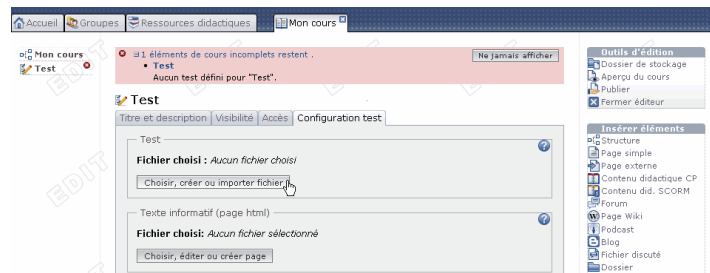 Accueil Groupes Ressources didactiques Mon cours
Mon cours
Test
1 éléments de cours incomplets restent .
Ne jamais afficher
Test
Aucun test défini pour "Test".
Test
Titre et description Visibilité Accès Configuration test
Test
Fichier choisi : Aucun fichier choisi
Choisir, créer ou importer fichier
Texte informatif (page html)
Fichier choisi: Aucun fichier sélectionné
Choisir, éditer ou créer page
Outils d'édition
Dossier de stockage
Aperçu du cours
Publier
Fermer éditeur
Insérer éléments
Structure
Page simple
Page externe
Contenu didactique CP
Contenu did. SCORM
Forum
Page Wiki
Podcast
Blog
Fichier discuté
Dossier
EDIT
EDIT
EDIT